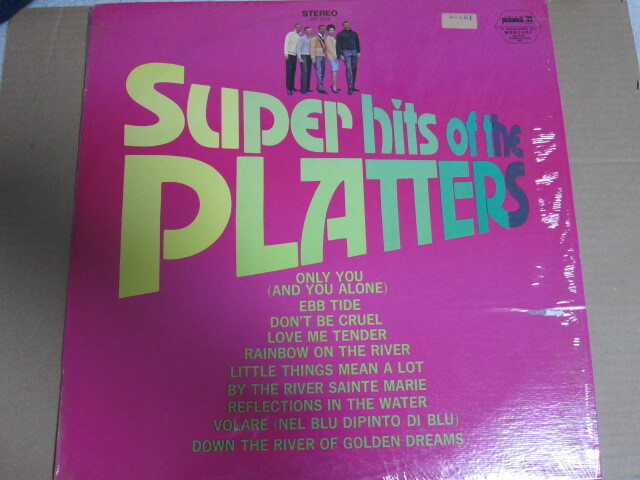 STEREO
pickwick
MERCURY
Super hits of the
PLATTERS
ONLY YOU
(AND YOU ALONE)
EBB TIDE
DON'T BE CRUEL
LOVE ME TENDER
RAINBOW ON THE RIVER
LITTLE THINGS MEAN A LOT
BY THE RIVER SAINTE MARIE
REFLECTIONS IN THE WATER
VOLARE (NEL BLU DIPINTO DI BLU)
DOWN THE RIVER OF GOLDEN DREAMS